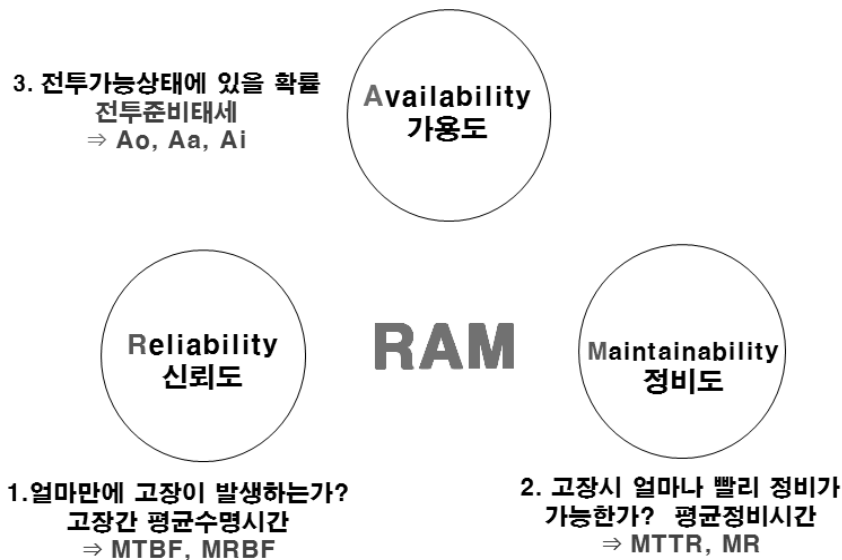 3. 전투가능상태에 있을 확률
전투준비태세
⇒ Ao, Aa, Ai
Availability
가용도
Reliability
신뢰도
RAM
Maintainability
정비도
1.얼마만에 고장이 발생하는가?
고장간 평균수명시간
⇒ MTBF, MRBF
2. 고장시 얼마나 빨리 정비가
가능한가? 평균정비시간
⇒ MTTR, MR